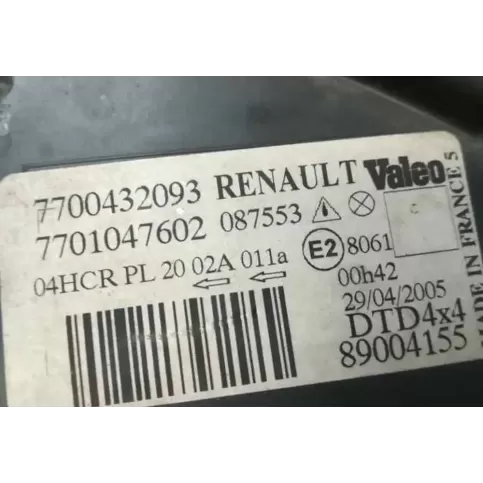 7700432093 RENAULT Valeo
7701047602 087553
04HCR PL 20 02A 011a
E2 8061
00h42
29/04/2005
DTD4x4
89004155
MADE IN FRANCE 5